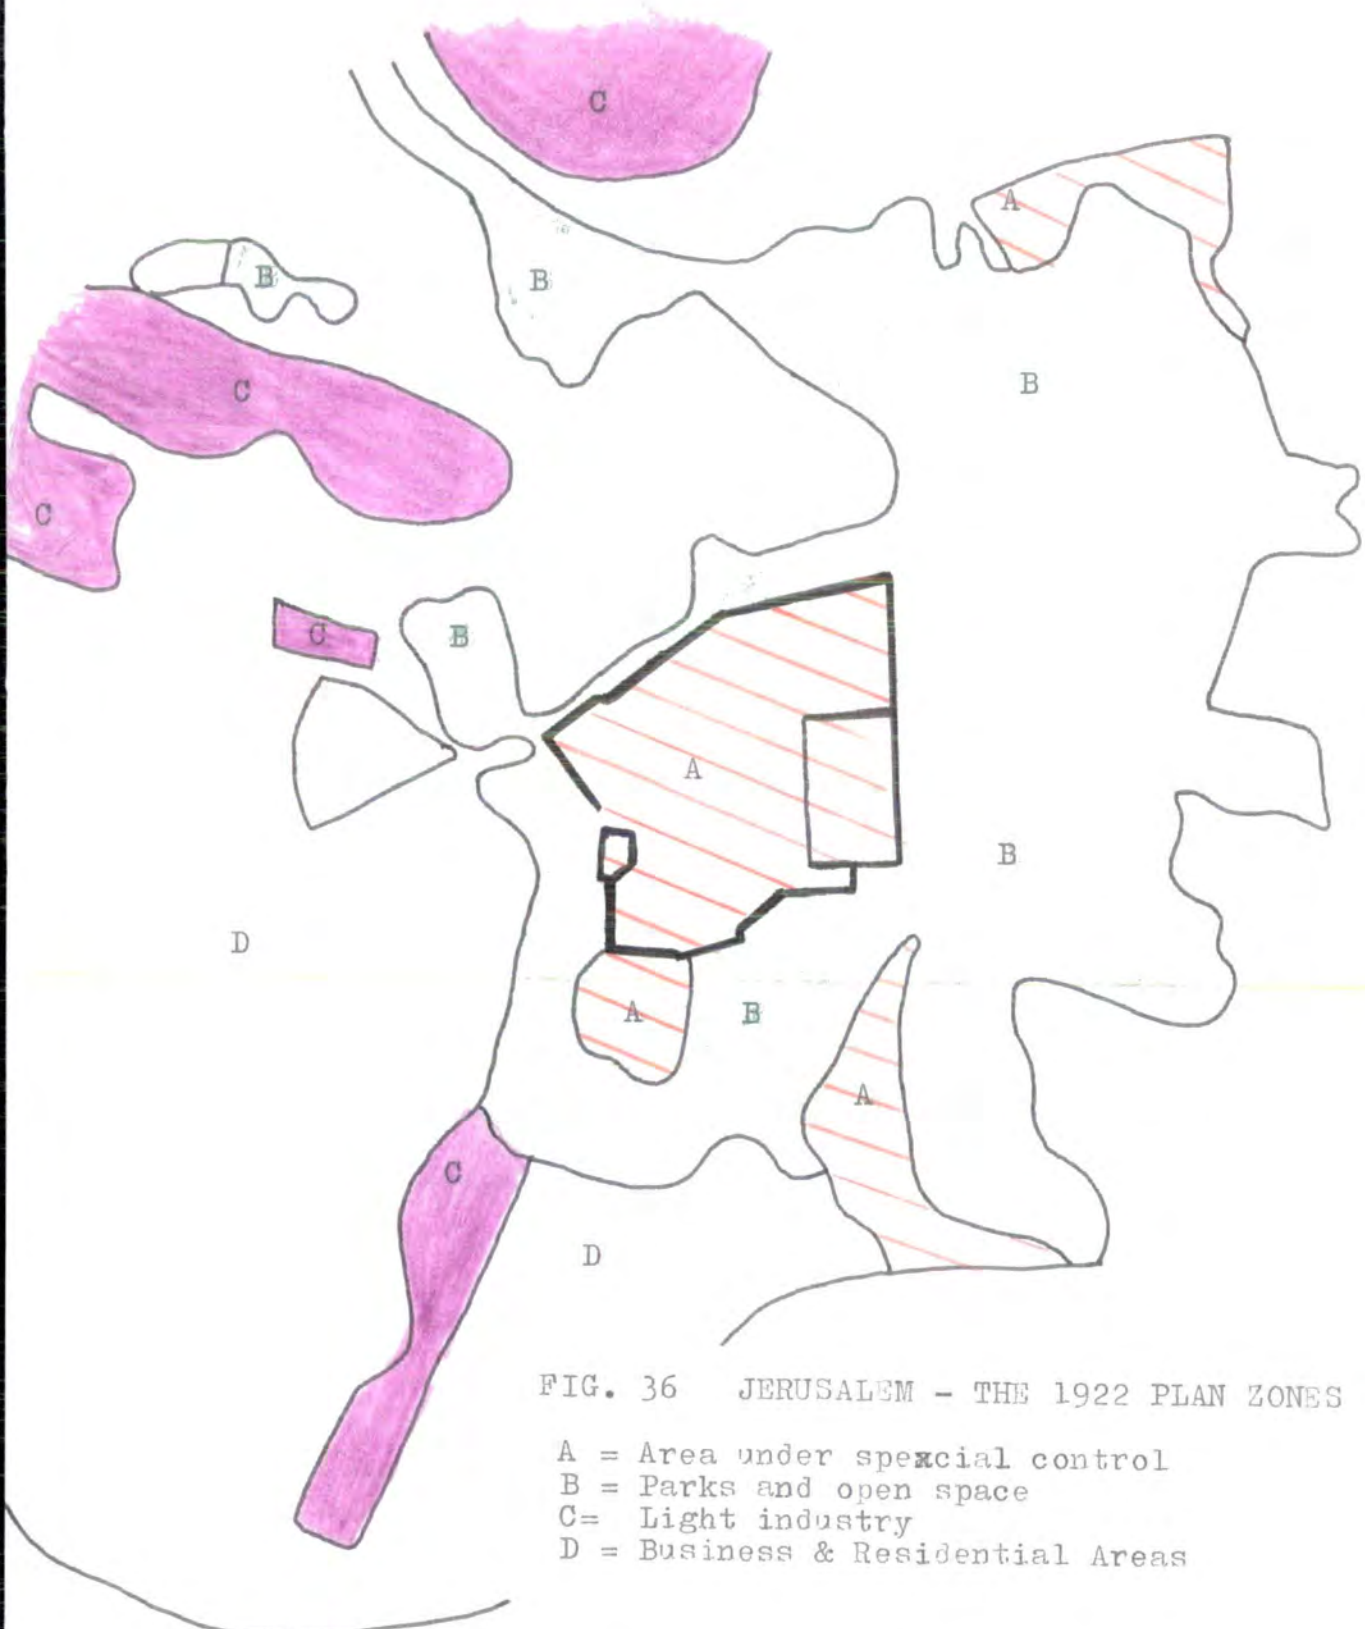 C
A
B
B
B
C
C
C
B
A
B
D
A
B
A
C
D
FIG. 36 JERUSALEM - THE 1922 PLAN ZONES
A = Area under spexcial control
B = Parks and open space
C= Light industry
D = Business & Residential Areas